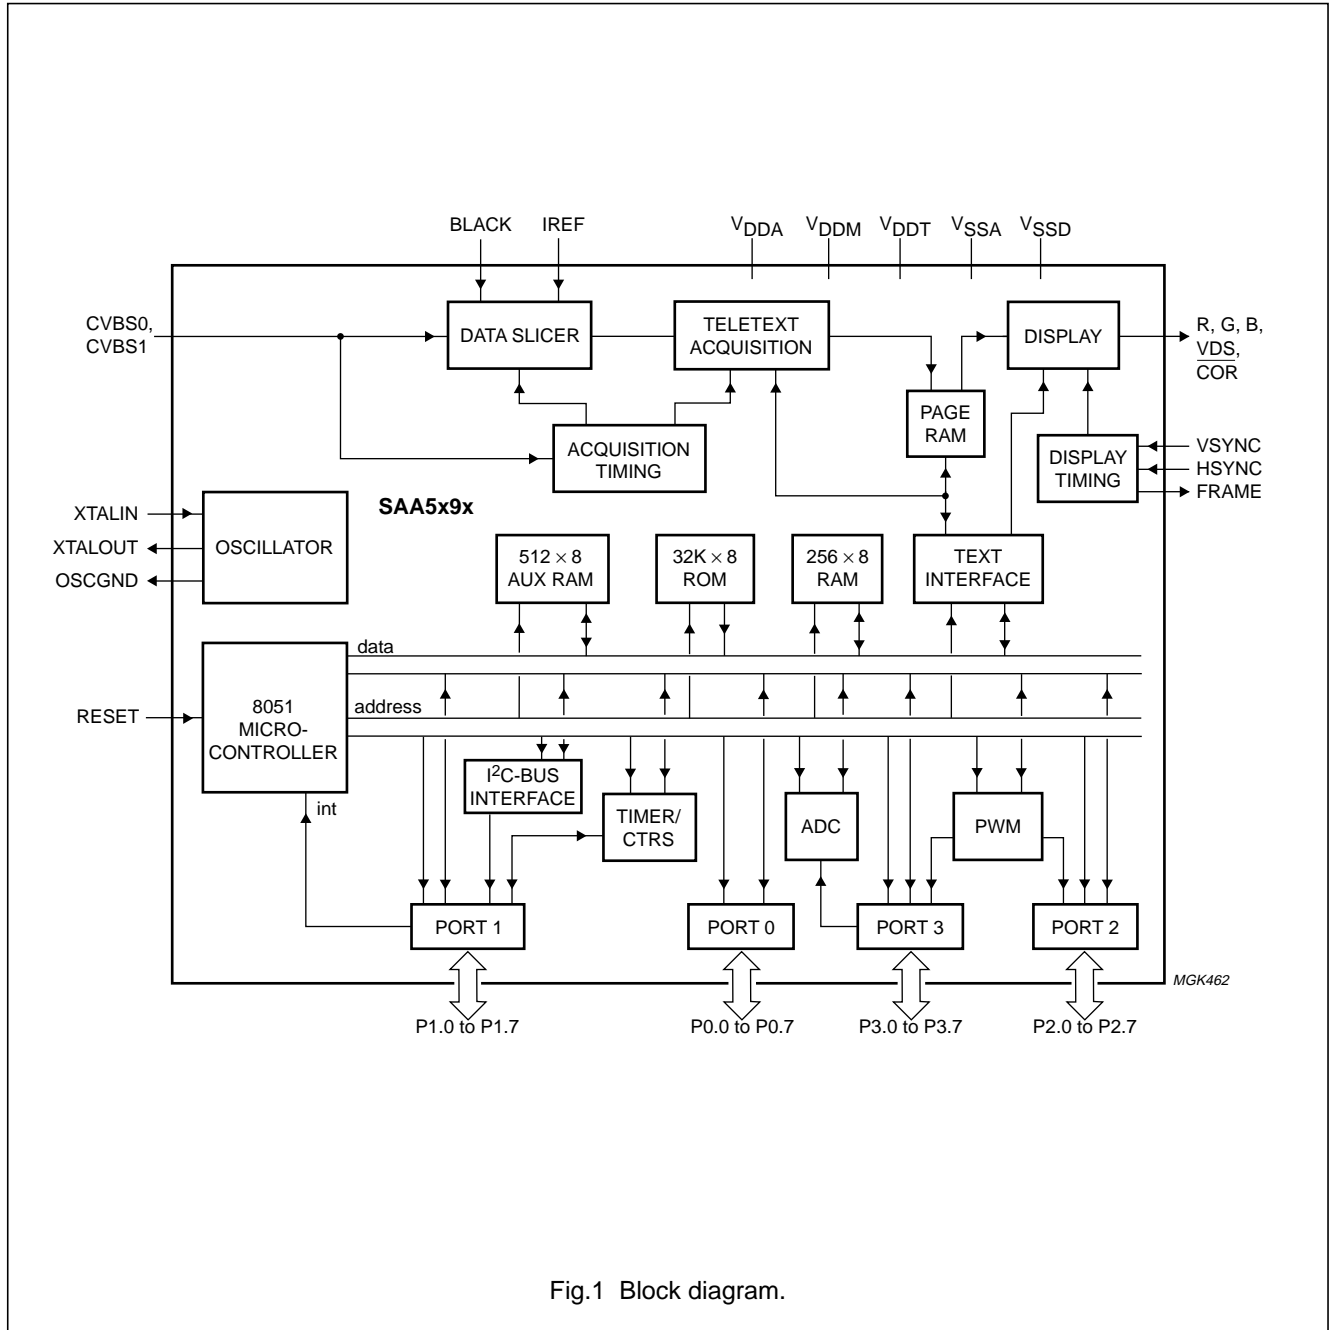 BLACK IREF VDDA VDDM VDDT VSSA VSSD
CVBS0,
CVBS1
DATA SLICER
TELETEXT
ACQUISITION
DISPLAY
R, G, B,
VDS,
COR
PAGE
RAM
ACQUISITION
TIMING
DISPLAY
TIMING
VSYNC
HSYNC
FRAME
SAA5x9x
XTALIN
XTALOUT
OSCGND
OSCILLATOR
512 × 8
AUX RAM
32K × 8
ROM
256 × 8
RAM
TEXT
INTERFACE
data
address
RESET
8051
MICRO-
CONTROLLER
int
I2C-BUS
INTERFACE
TIMER/
CTRS
ADC
PWM
PORT 1
PORT 0
PORT 3
PORT 2
MGK462
P1.0 to P1.7
P0.0 to P0.7
P3.0 to P3.7
P2.0 to P2.7
Fig.1 Block diagram.